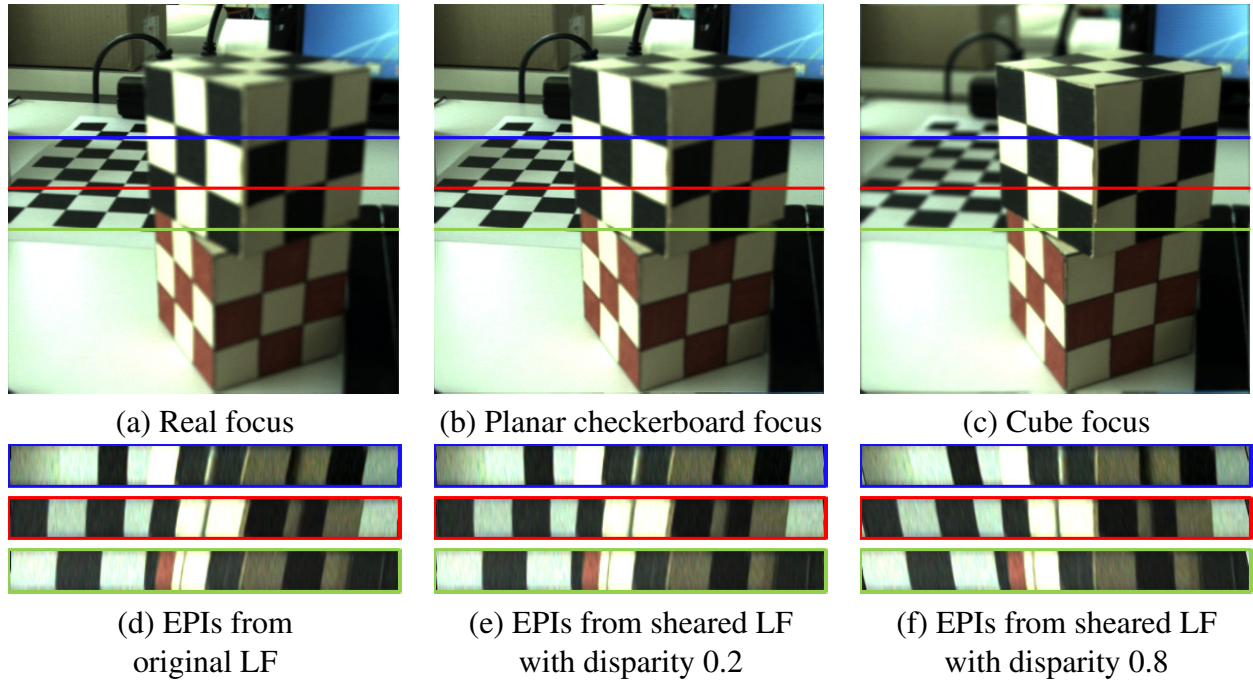 (a) Real focus
(b) Planar checkerboard focus
(c) Cube focus
(d) EPIs from
original LF
(e) EPIs from sheared LF
with disparity 0.2
(f) EPIs from sheared LF
with disparity 0.8